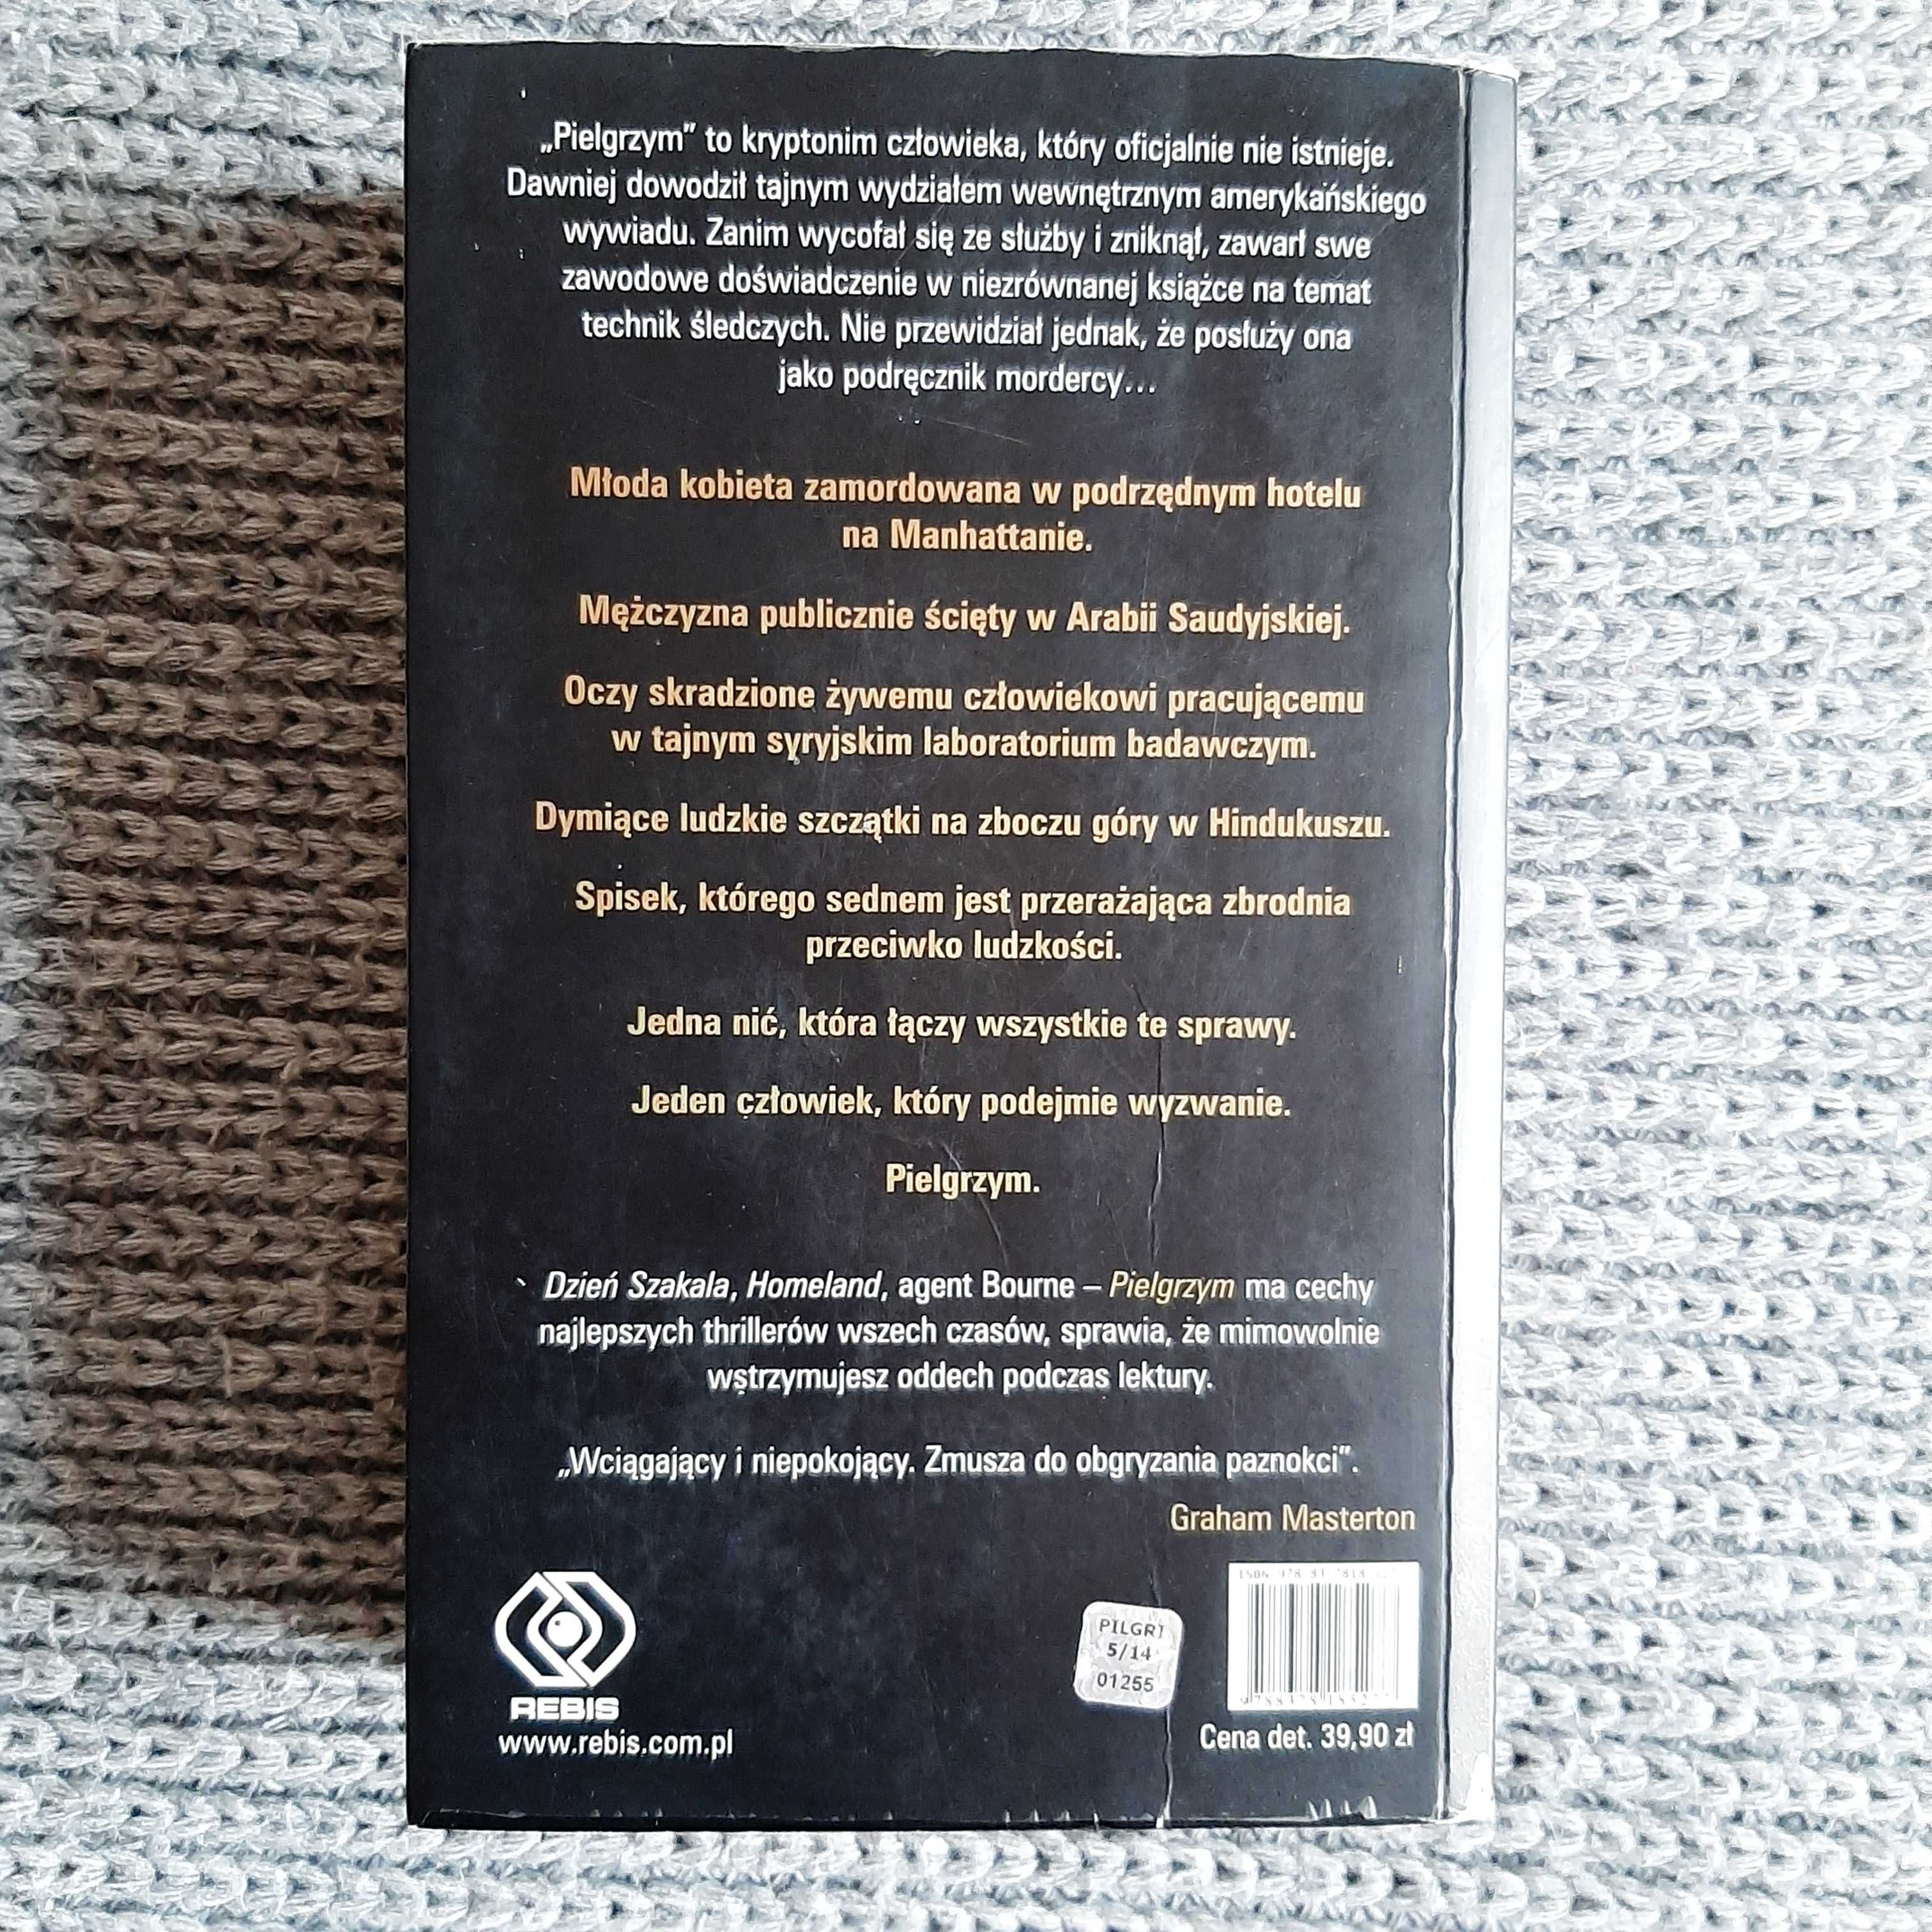 „Pielgrzym” to kryptonim człowieka, który oficjalnie nie istnieje.
Dawniej dowodził tajnym wydziałem wewnętrznym amerykańskiego
wywiadu. Zanim wycofał się ze służby i zniknął, zawarł swe
zawodowe doświadczenie w niezrównanej książce na temat
technik śledczych. Nie przewidział jednak, że posłuży ona
jako podręcznik mordercy...
Młoda kobieta zamordowana w podrzędnym hotelu
na Manhattanie.
Mężczyzna publicznie ścięty w Arabii Saudyjskiej.
Oczy skradzione żywemu człowiekowi pracującemu
w tajnym syryjskim laboratorium badawczym.
Dymiące ludzkie szczątki na zboczu góry w Hindukuszu.
Spisek, którego sednem jest przerażająca zbrodnia
przeciwko ludzkości.
Jedna nić, która łączy wszystkie te sprawy.
Jeden człowiek, który podejmie wyzwanie.
Pielgrzym.
Dzień Szakala, Homeland, agent Bourne – Pielgrzym ma cechy
najlepszych thrillerów wszech czasów, sprawia, że mimowolnie
wstrzymujesz oddech podczas lektury.
„Wciągający i niepokojący. Zmusza do obgryzania paznokci”.
Graham Masterton
ISBN 978 83 7818
PILGRI
5/14
01255
REBIS
www.rebis.com.pl
Cena det. 39,90 zł